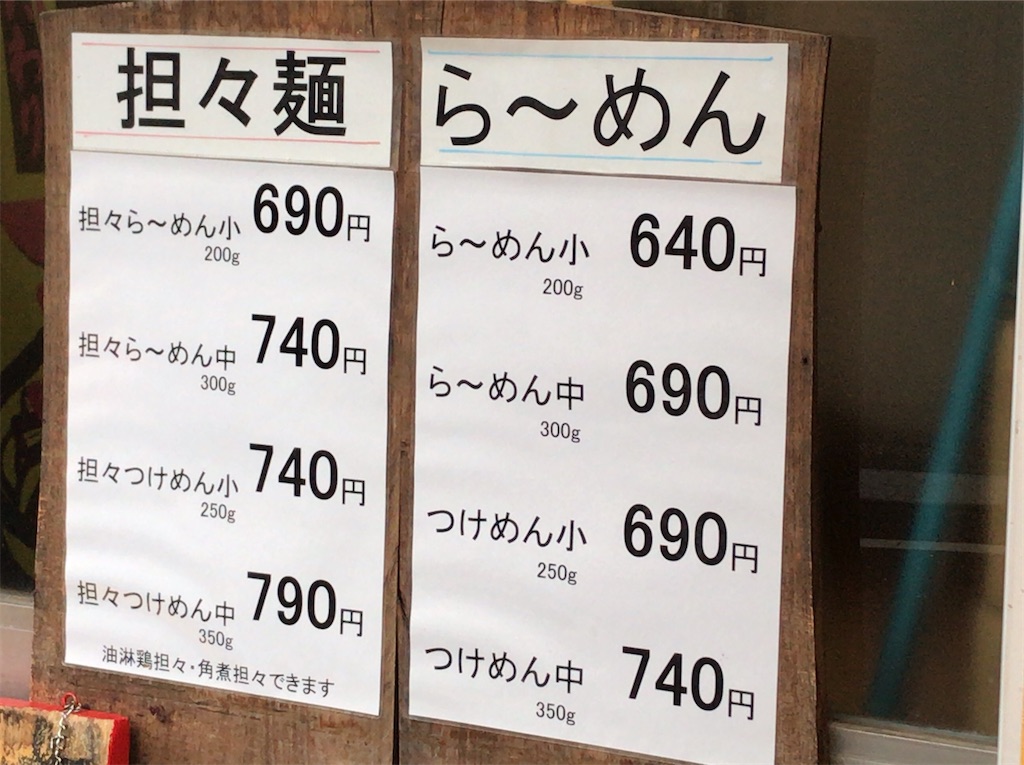 担々麺
担々ら～めん小 690円
200g
担々ら～めん中 740円
300g
担々つけめん小 740円
250g
担々つけめん中 790円
350g
油淋鶏担々・角煮担々できます
ら～めん
ら～めん小 640円
200g
ら～めん中 690円
300g
つけめん小 690円
250g
つけめん中 740円
350g